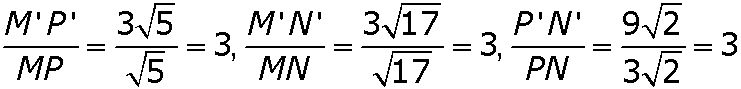 M'P'/MP = 3√5/√5 = 3, M'N'/MN = 3√17/√17 = 3, P'N'/PN = 9√2/3√2 = 3